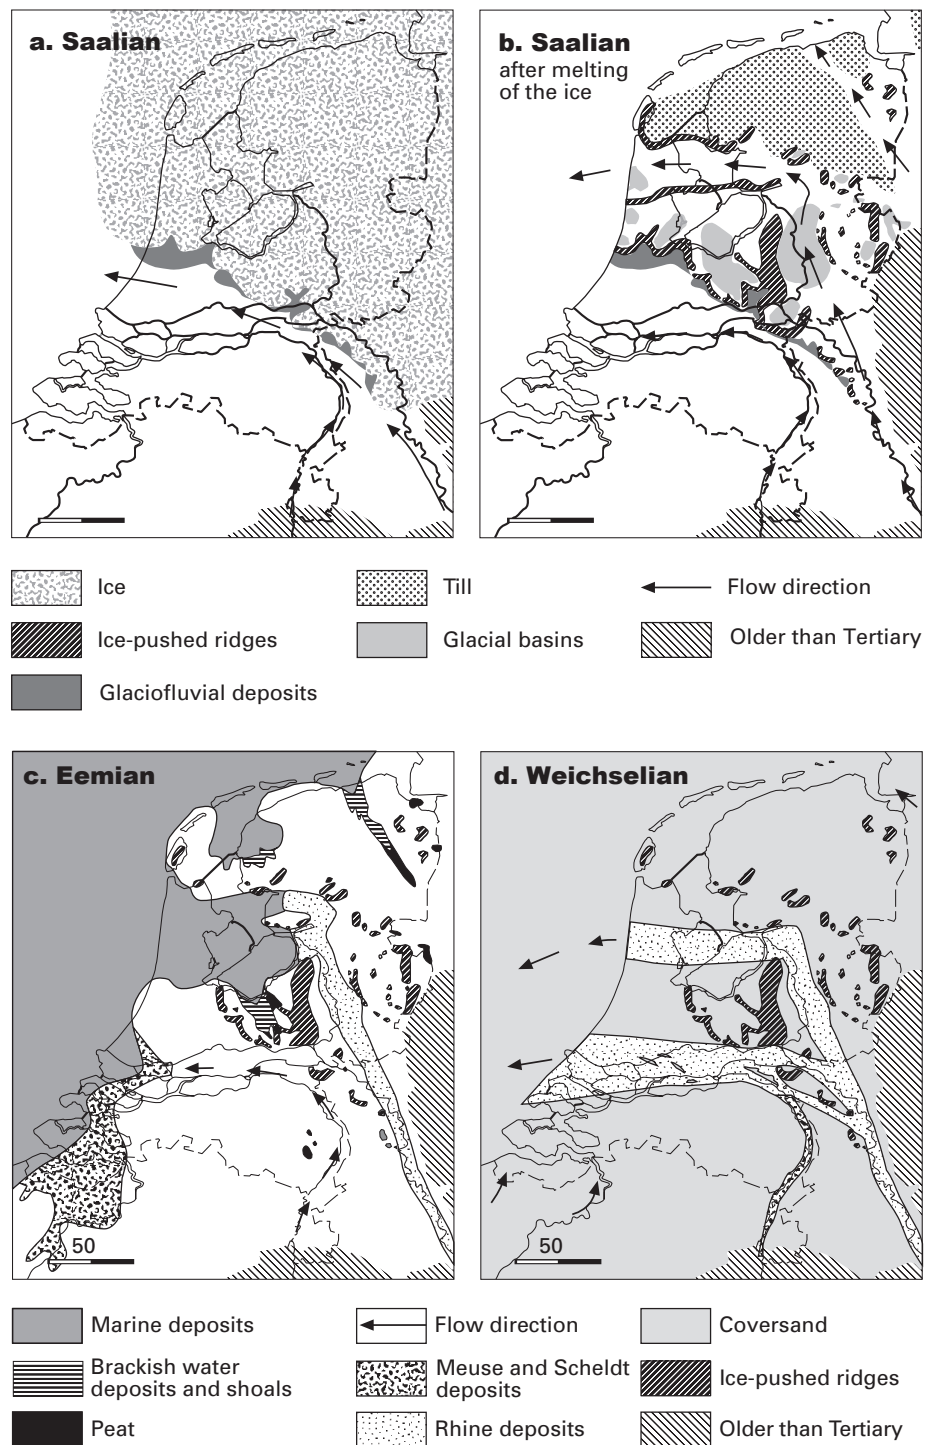 a. Saalian
b. Saalian
after melting
of the ice
Ice
Till
Flow direction
Ice-pushed ridges
Glacial basins
Older than Tertiary
Glaciofluvial deposits
c. Eemian
d. Weichselian
50
50
Marine deposits
Flow direction
Coversand
Brackish water
deposits and shoals
Meuse and Scheldt
deposits
Ice-pushed ridges
Peat
Rhine deposits
Older than Tertiary